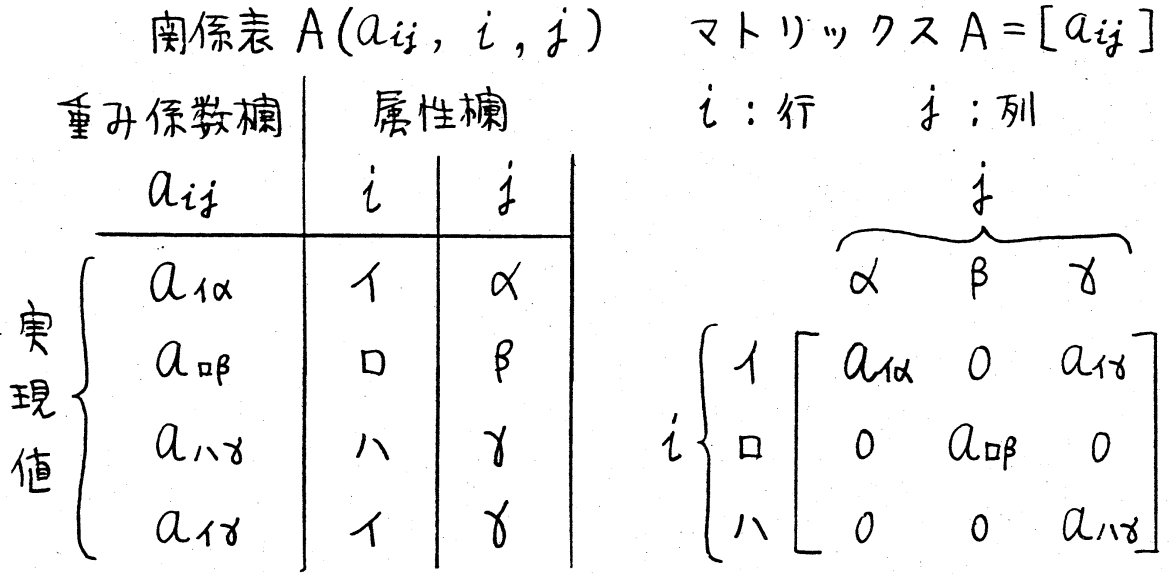 関係表 A(aij, i, j)
重み係数欄 属性欄
aij i j
実現値
aイα イ α
aロβ ロ β
aハγ ハ γ
aイγ イ γ
マトリックス A = [aij]
i : 行 j : 列
j
α β γ
i
イ aイα 0 aイγ
ロ 0 aロβ 0
ハ 0 0 aハγ